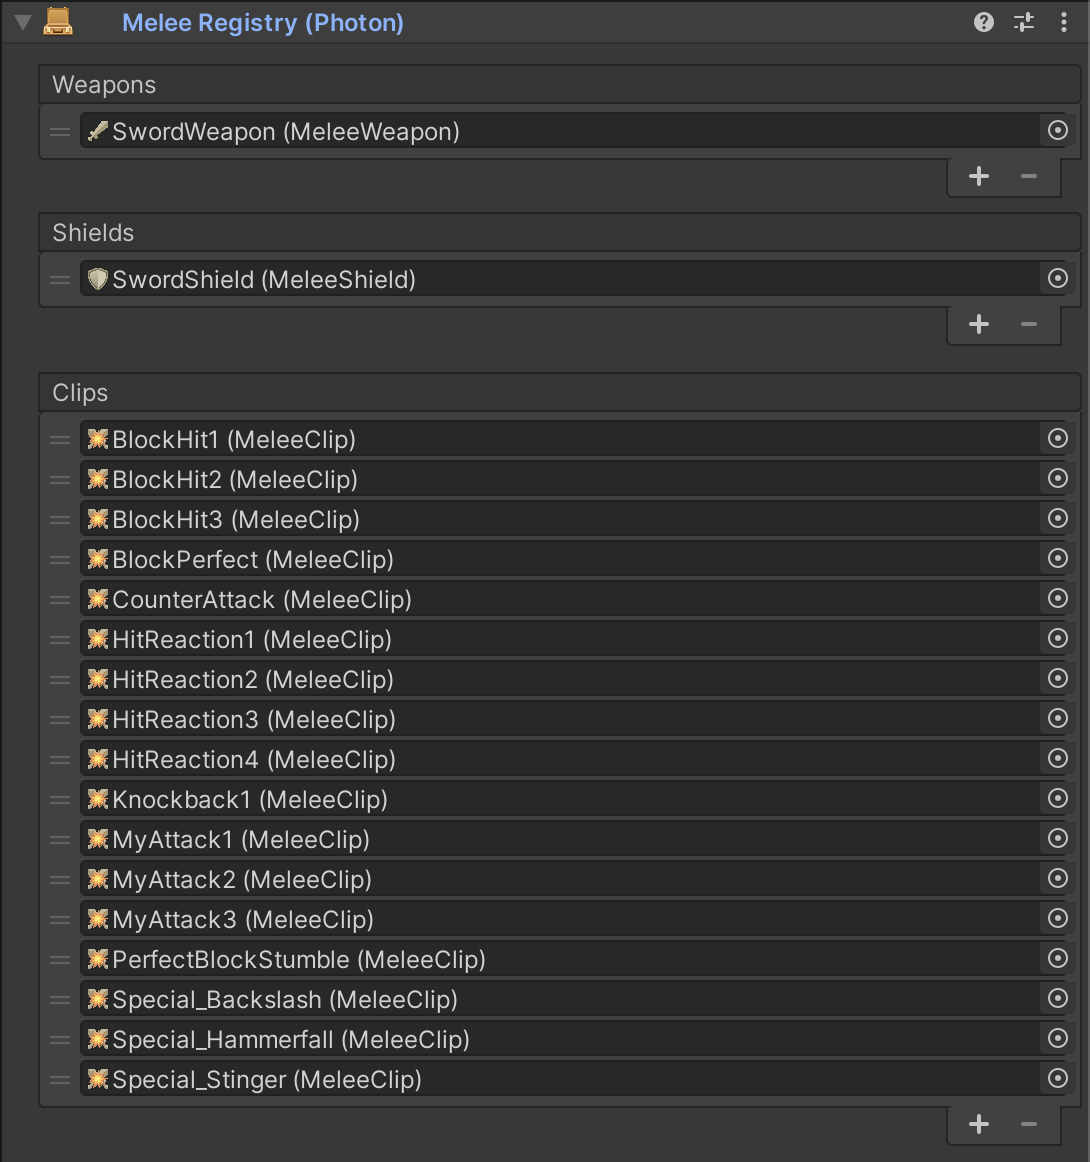 Melee Registry (Photon)
Weapons
SwordWeapon (MeleeWeapon)
Shields
SwordShield (MeleeShield)
Clips
BlockHit1 (MeleeClip)
BlockHit2 (MeleeClip)
BlockHit3 (MeleeClip)
BlockPerfect (MeleeClip)
CounterAttack (MeleeClip)
HitReaction1 (MeleeClip)
HitReaction2 (MeleeClip)
HitReaction3 (MeleeClip)
HitReaction4 (MeleeClip)
Knockback1 (MeleeClip)
MyAttack1 (MeleeClip)
MyAttack2 (MeleeClip)
MyAttack3 (MeleeClip)
PerfectBlockStumble (MeleeClip)
Special_Backslash (MeleeClip)
Special_Hammerfall (MeleeClip)
Special_Stinger (MeleeClip)